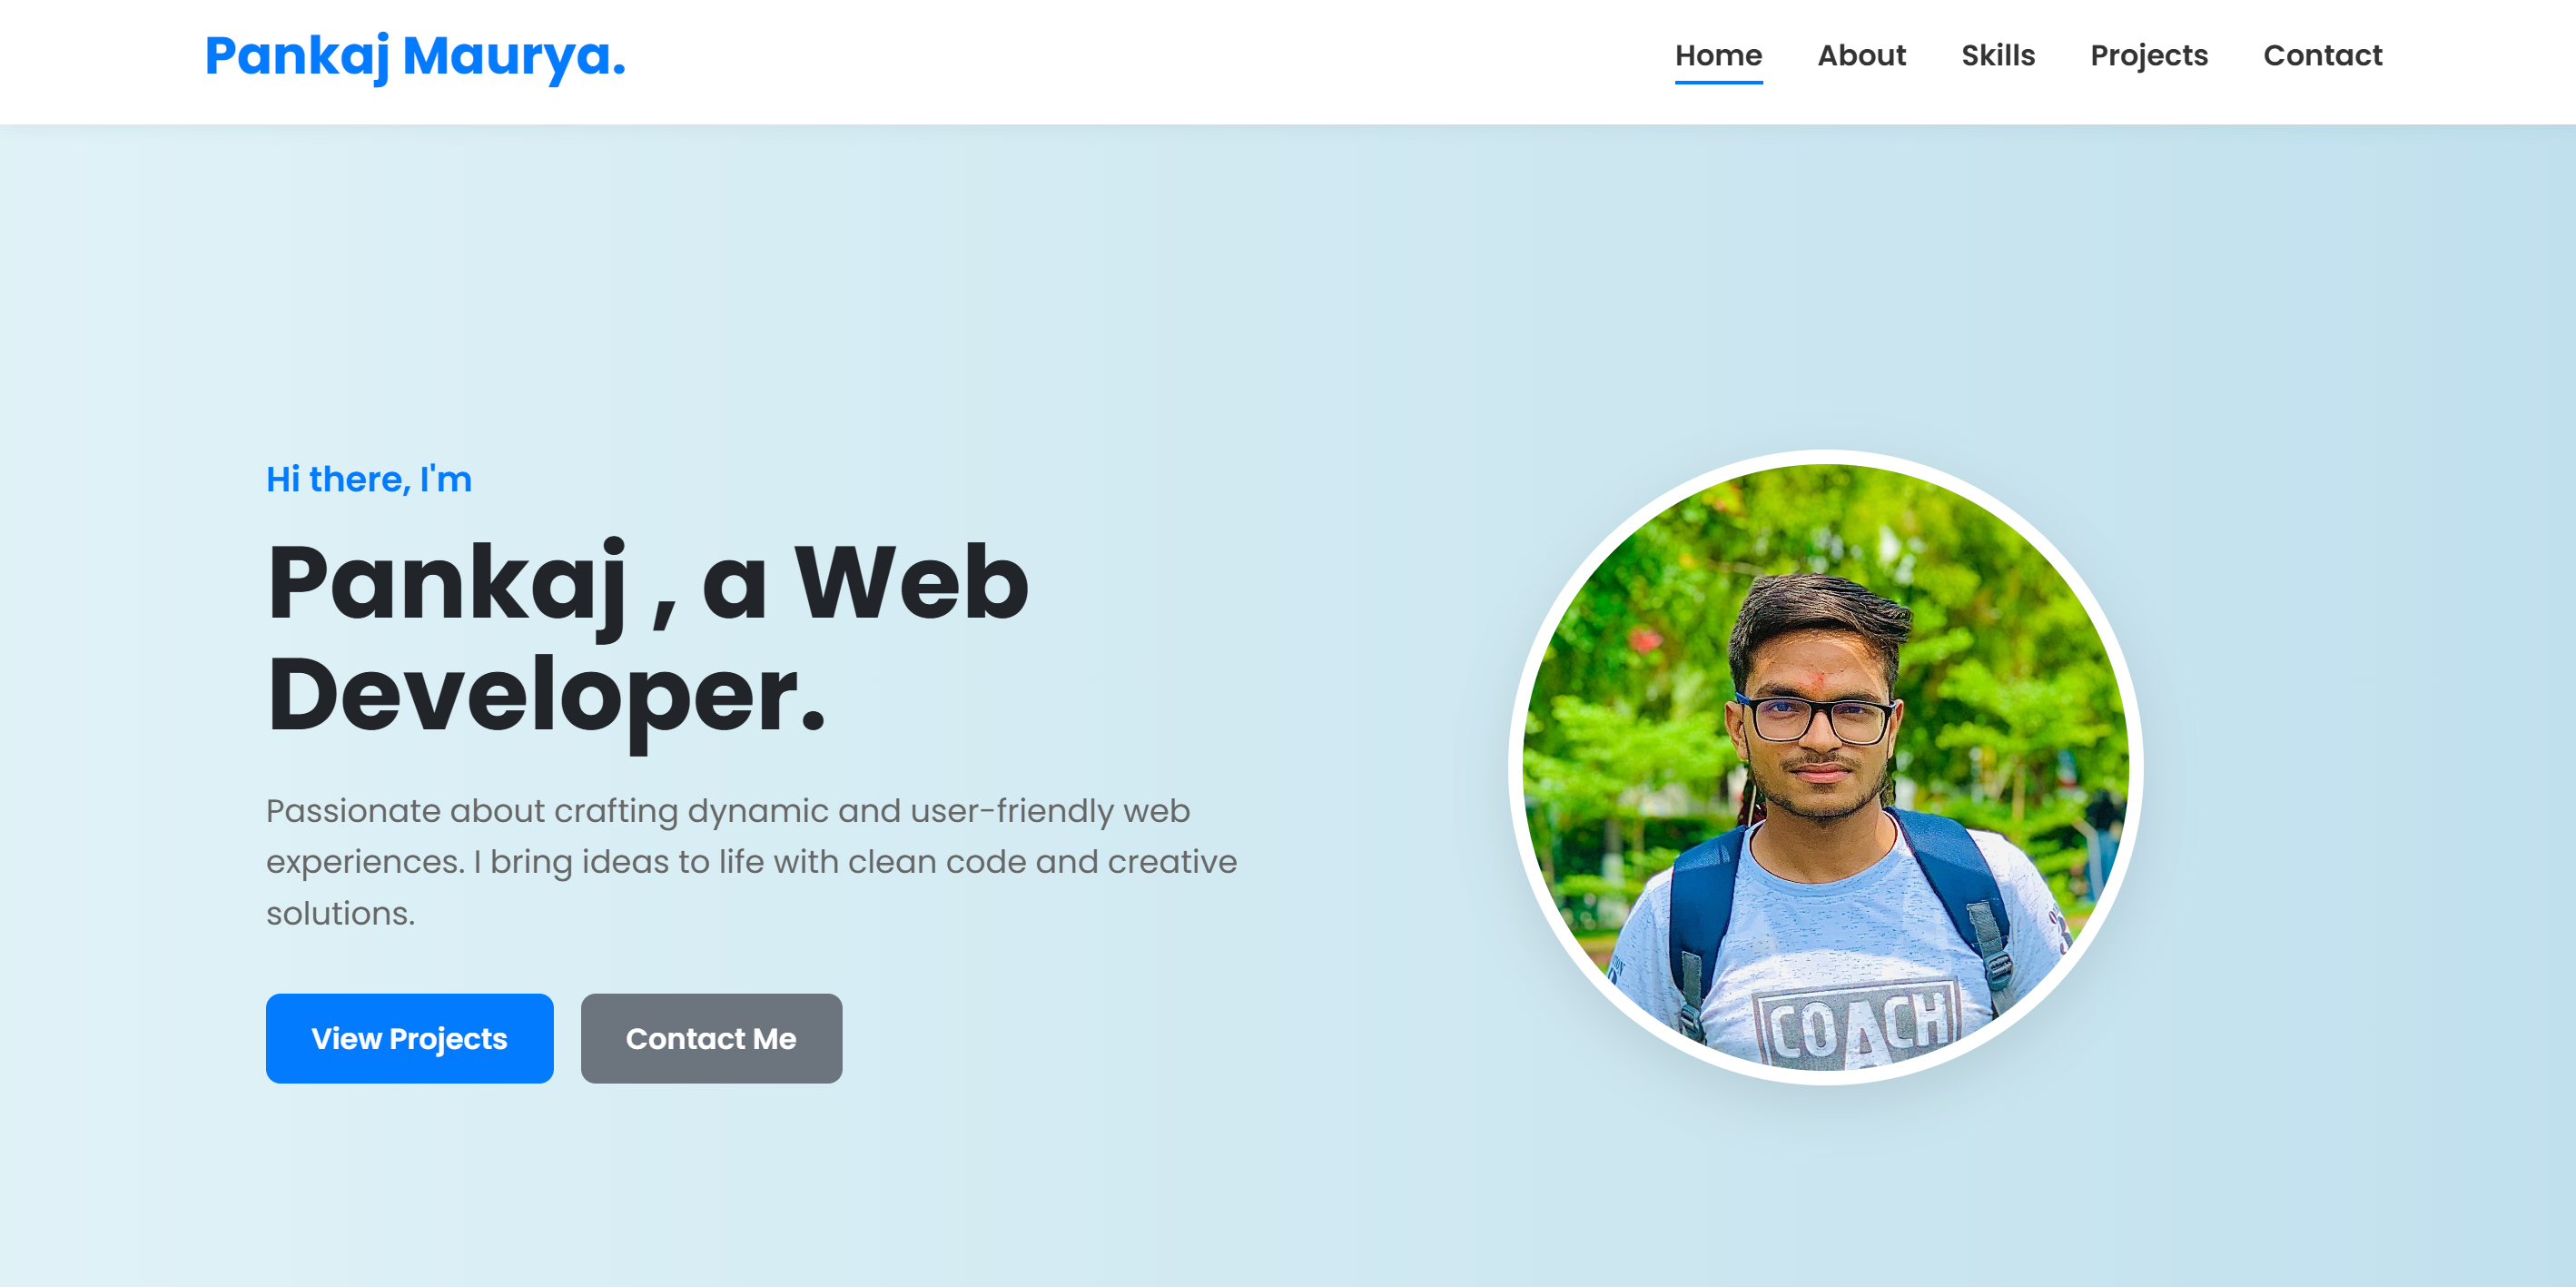 Pankaj Maurya.
Home About Skills Projects Contact
Hi there, I'm
Pankaj , a Web
Developer.
Passionate about crafting dynamic and user-friendly web
experiences. I bring ideas to life with clean code and creative
solutions.
View Projects
Contact Me
COACH